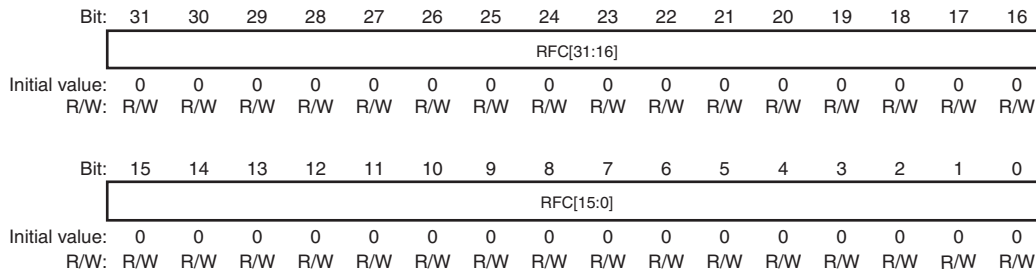 Bit: 31 30 29 28 27 26 25 24 23 22 21 20 19 18 17 16
RFC[31:16]
Initial value: 0 0 0 0 0 0 0 0 0 0 0 0 0 0 0 0
R/W: R/W R/W R/W R/W R/W R/W R/W R/W R/W R/W R/W R/W R/W R/W R/W R/W
Bit: 15 14 13 12 11 10 9 8 7 6 5 4 3 2 1 0
RFC[15:0]
Initial value: 0 0 0 0 0 0 0 0 0 0 0 0 0 0 0 0
R/W: R/W R/W R/W R/W R/W R/W R/W R/W R/W R/W R/W R/W R/W R/W R/W R/W